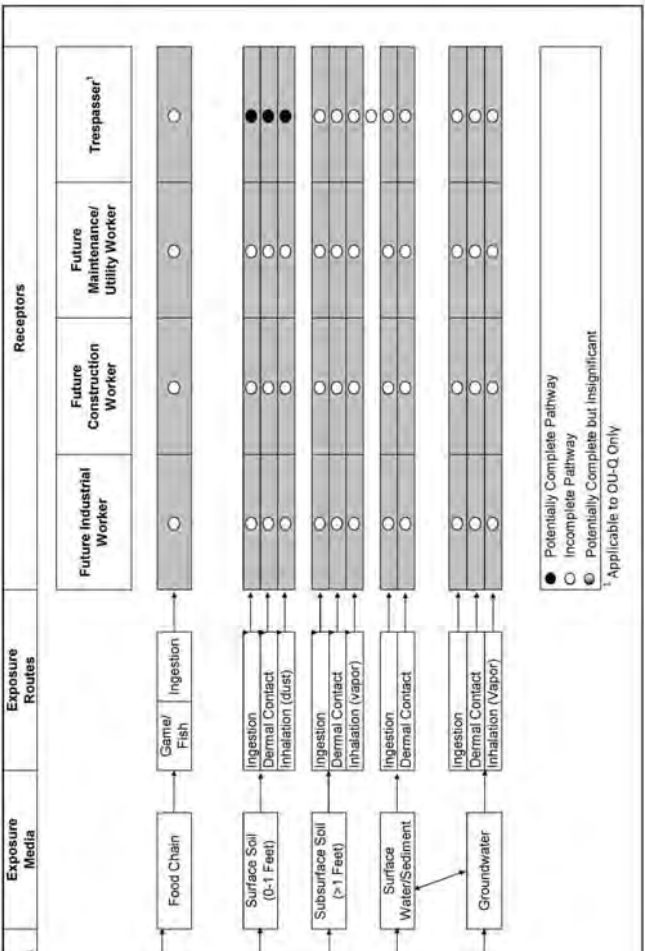 Receptors
Trespasser¹
Future
Maintenance/
Utility Worker
Future
Construction
Worker
Future Industrial
Worker
Exposure
Routes
Game/
Fish
Ingestion
Ingestion
Dermal Contact
Inhalation (dust)
Ingestion
Dermal Contact
Inhalation (vapor)
Ingestion
Dermal Contact
Ingestion
Dermal Contact
Inhalation (Vapor)
Exposure
Media
Food Chain
Surface Soil
(0-1 Feet)
Subsurface Soil
(>1 Feet)
Surface
Water/Sediment
Groundwater
Potentially Complete Pathway
Incomplete Pathway
Potentially Complete but Insignificant
¹ Applicable to OU-Q Only